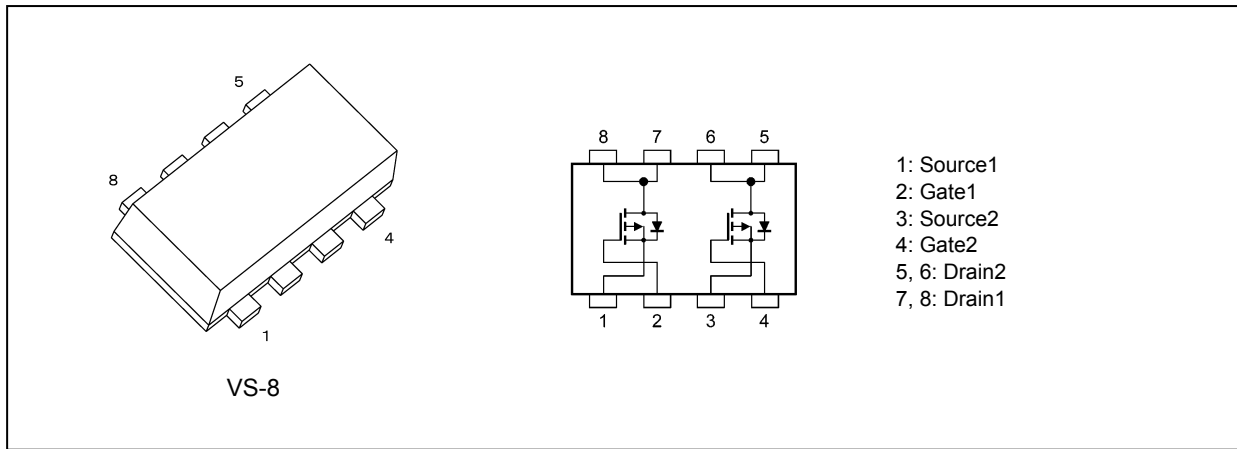 5
8
4
1
VS-8
8 7 6 5
1 2 3 4
1: Source1
2: Gate1
3: Source2
4: Gate2
5, 6: Drain2
7, 8: Drain1